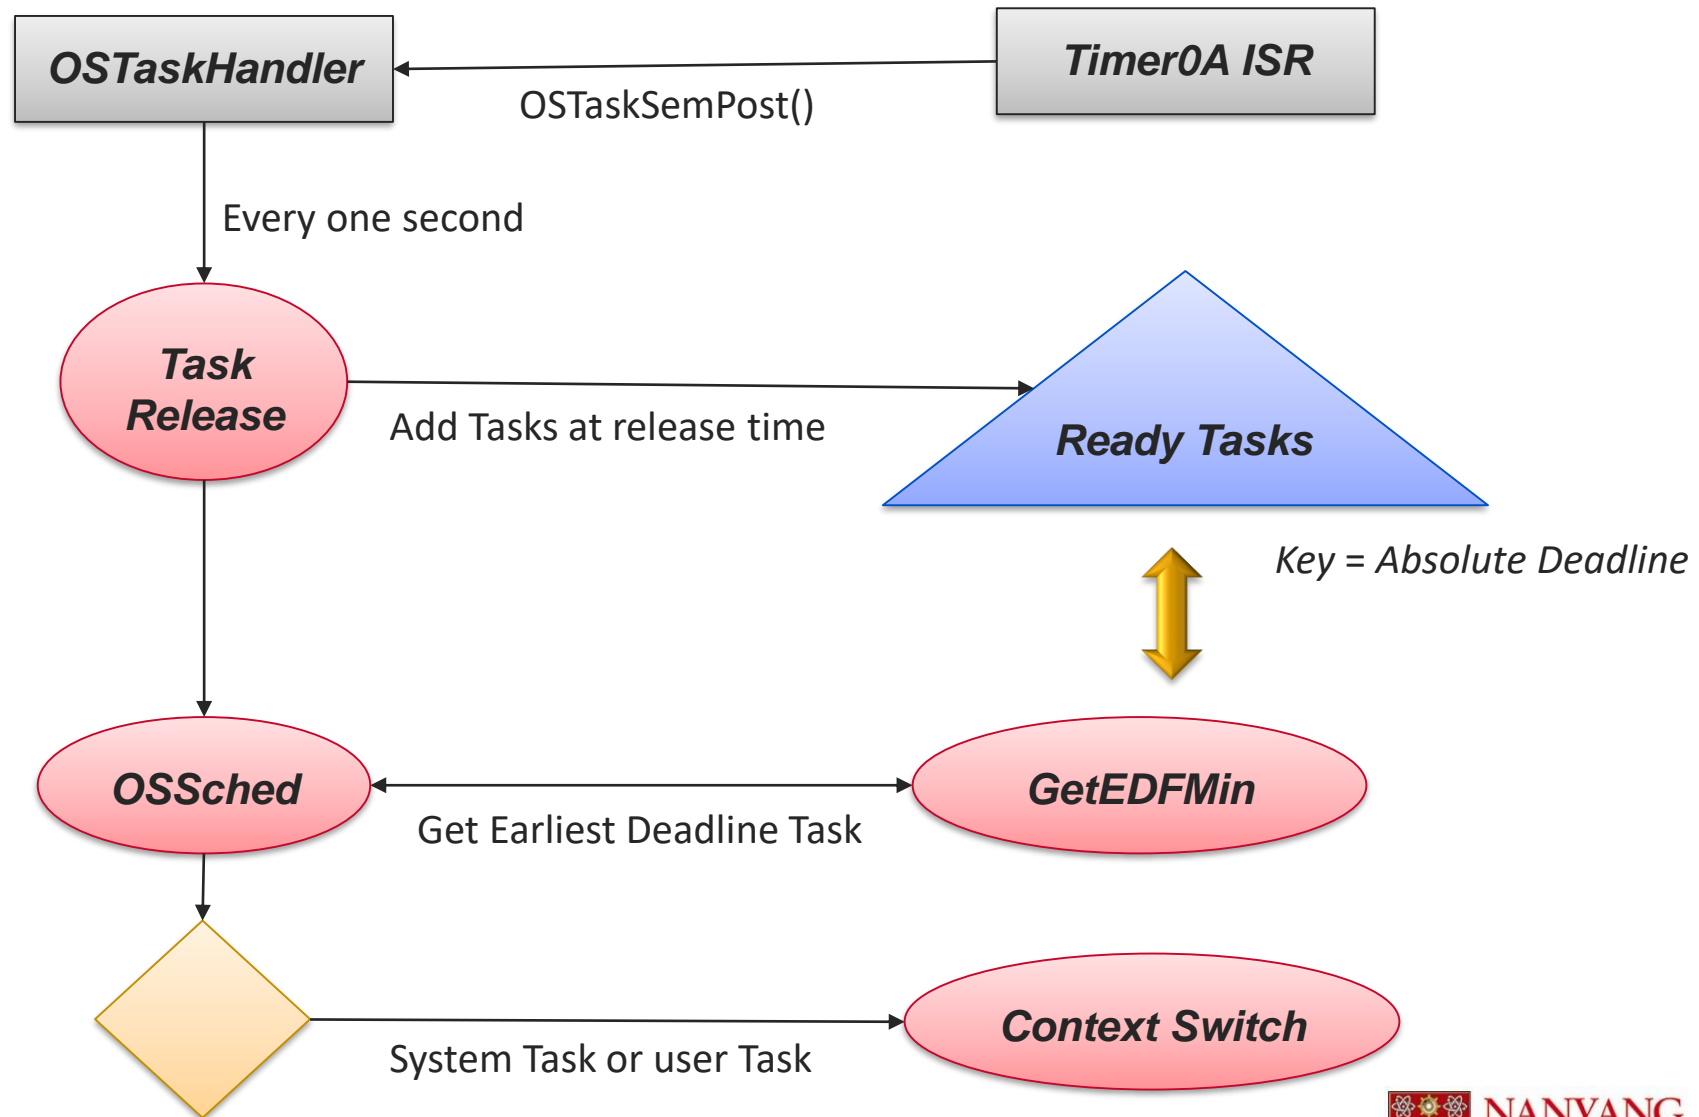 OSTaskHandler
Timer0A ISR
OSTaskSemPost()
Every one second
Task
Release
Add Tasks at release time
Ready Tasks
Key = Absolute Deadline
OSSched
GetEDFMin
Get Earliest Deadline Task
Context Switch
System Task or user Task
NANYANG